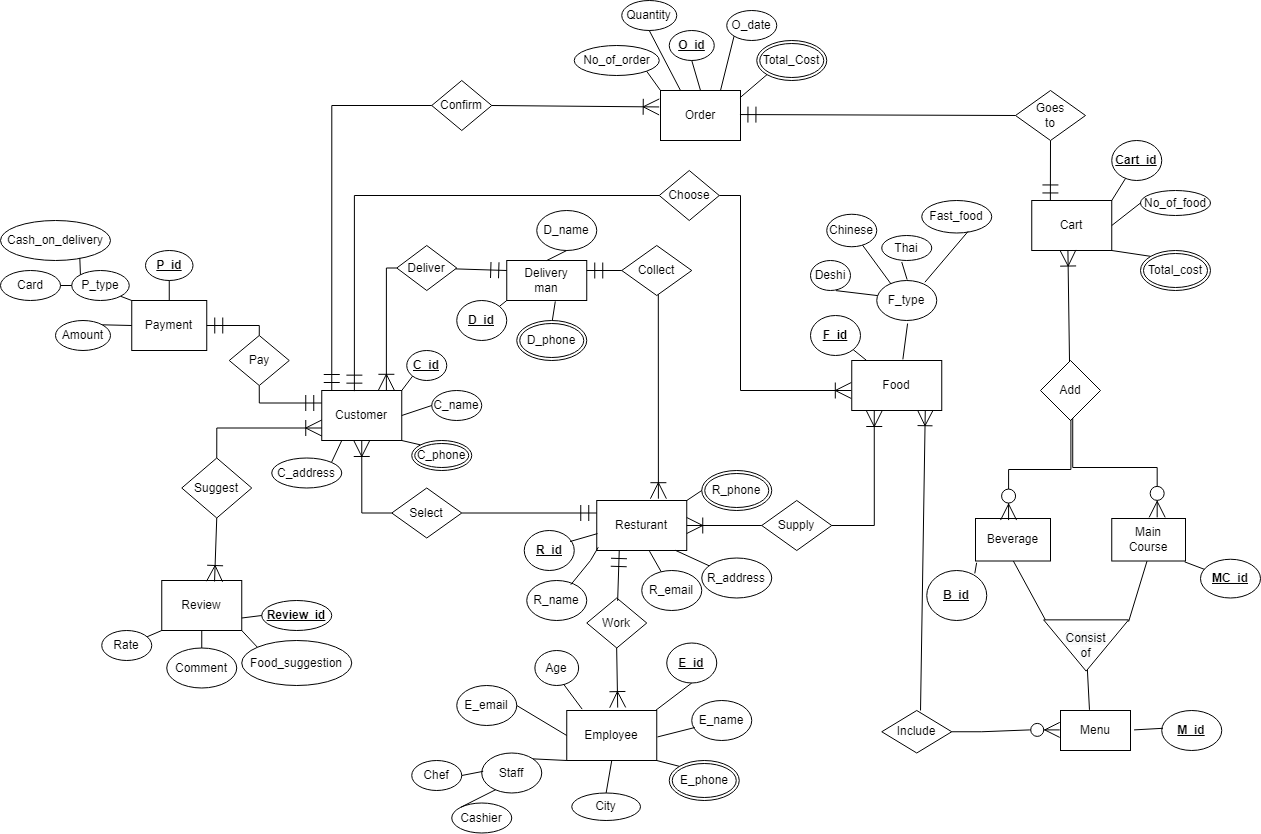 Quantity
O_date
O_id
No_of_order
Total_Cost
Confirm
Order
Goes
to
Cart_id
Choose
No_of_food
Fast_food
Cart
D_name
Chinese
Thai
Cash_on_delivery
P_id
Deliver
Delivery
man
Collect
Total_cost
Deshi
Card
P_type
F_type
Payment
D_id
Amount
D_phone
F_id
Pay
C_id
Food
Add
C_name
Customer
C_phone
C_address
Suggest
R_phone
Select
Resturant
Supply
Beverage
Main
Course
R_id
R_address
MC_id
R_email
R_name
B_id
Review
Review_id
Work
Consist
of
Rate
Comment
Food_suggestion
Age
E_id
E_email
E_name
Employee
Include
Menu
M_id
Chef
Staff
E_phone
City
Cashier